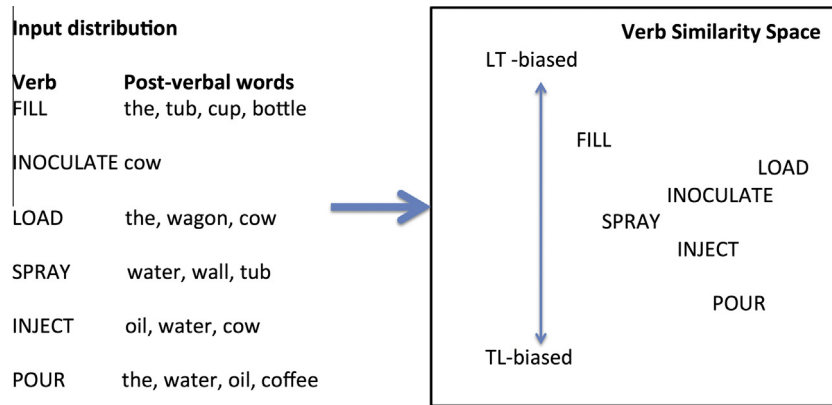 Input distribution
Verb Post-verbal words
FILL the, tub, cup, bottle
INOCULATE cow
LOAD the, wagon, cow
SPRAY water, wall, tub
INJECT oil, water, cow
POUR the, water, oil, coffee
Verb Similarity Space
LT -biased
FILL
LOAD
INOCULATE
SPRAY
INJECT
POUR
TL-biased